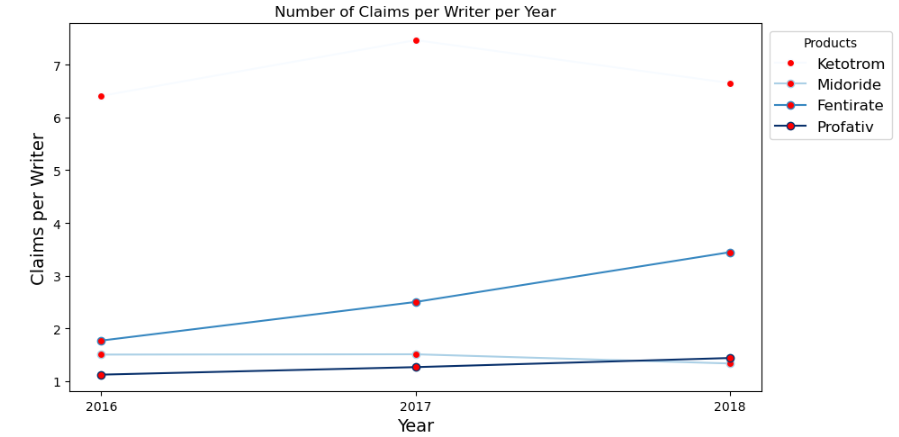 Number of Claims per Writer per Year
Products
Ketotrom
Midoride
Fentirate
Profativ
Claims per Writer
7
6
5
4
3
2
1
2016
2017
2018
Year